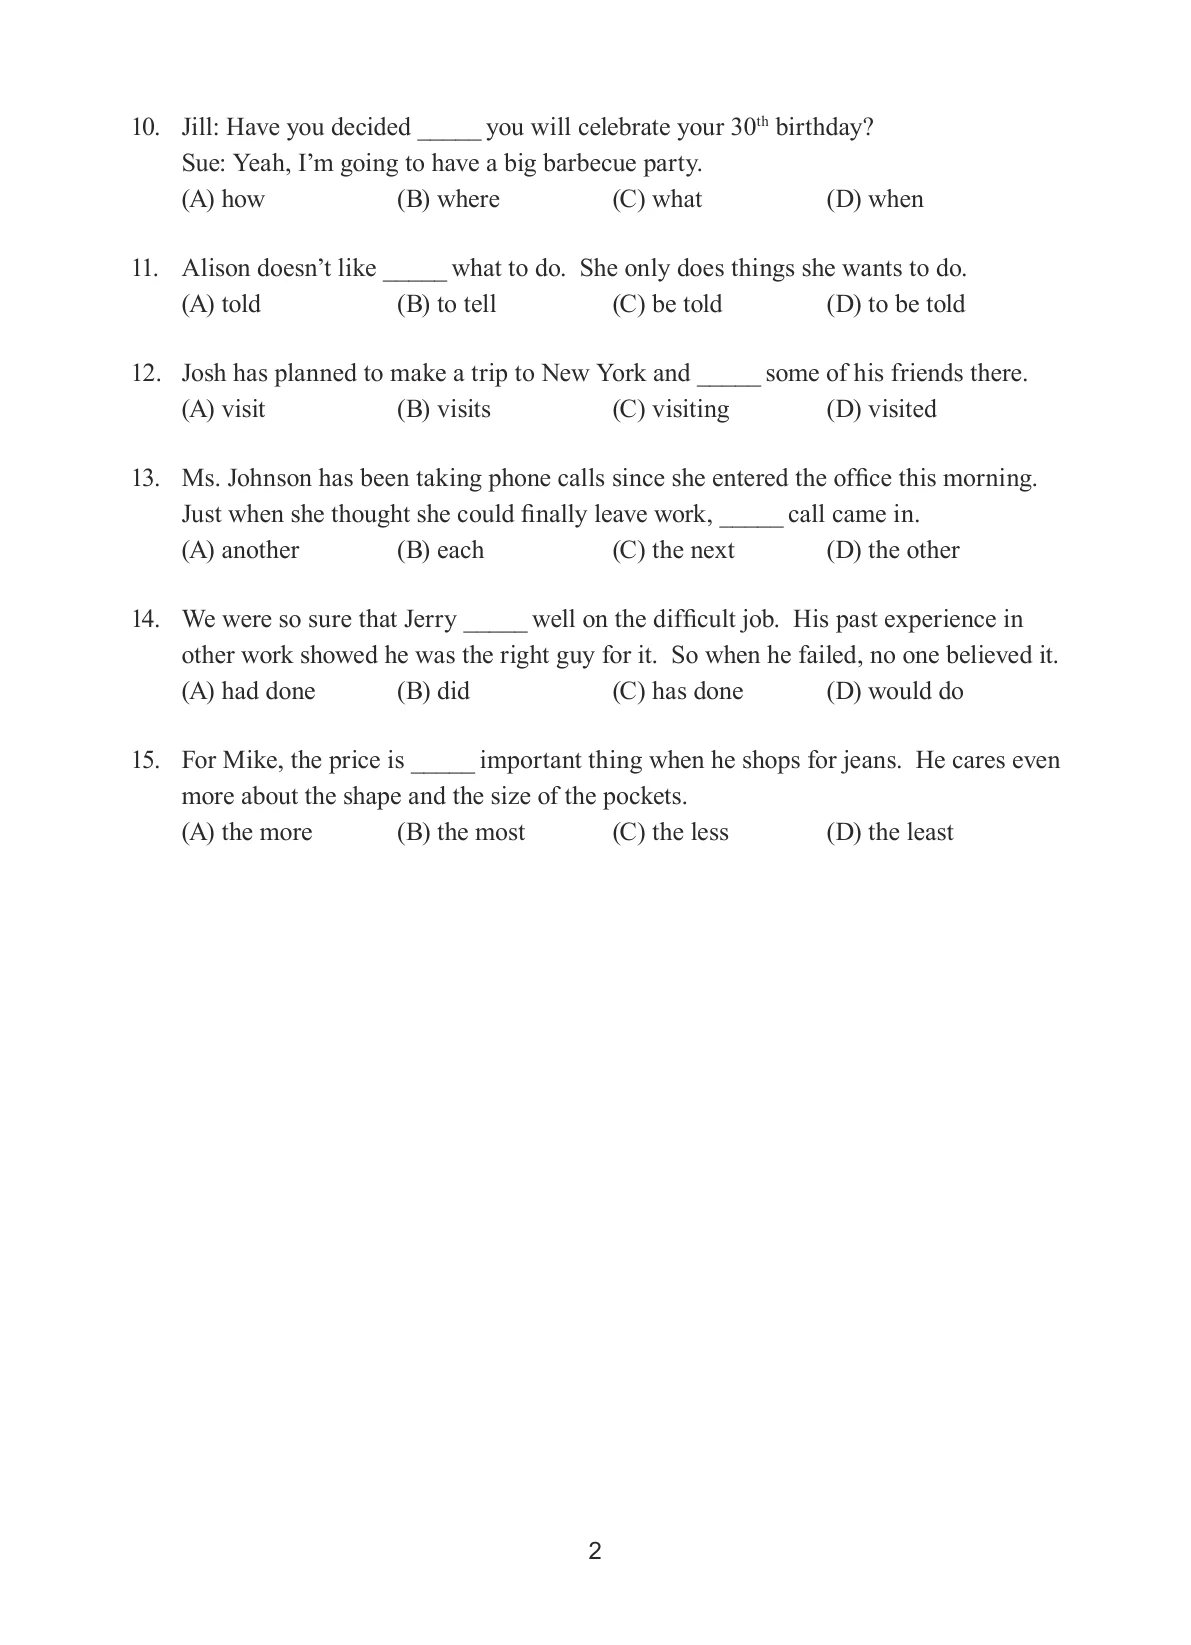 10. Jill: Have you decided _____ you will celebrate your 30th birthday?
Sue: Yeah, I’m going to have a big barbecue party.
(A) how (B) where (C) what (D) when
11. Alison doesn’t like _____ what to do. She only does things she wants to do.
(A) told (B) to tell (C) be told (D) to be told
12. Josh has planned to make a trip to New York and _____ some of his friends there.
(A) visit (B) visits (C) visiting (D) visited
13. Ms. Johnson has been taking phone calls since she entered the office this morning.
Just when she thought she could finally leave work, _____ call came in.
(A) another (B) each (C) the next (D) the other
14. We were so sure that Jerry _____ well on the difficult job. His past experience in
other work showed he was the right guy for it. So when he failed, no one believed it.
(A) had done (B) did (C) has done (D) would do
15. For Mike, the price is _____ important thing when he shops for jeans. He cares even
more about the shape and the size of the pockets.
(A) the more (B) the most (C) the less (D) the least
2